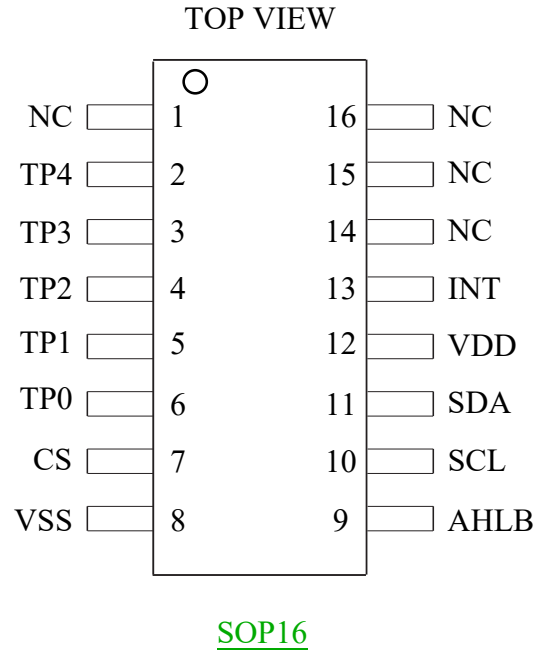 TOP VIEW
NC 1 16 NC
TP4 2 15 NC
TP3 3 14 NC
TP2 4 13 INT
TP1 5 12 VDD
TP0 6 11 SDA
CS 7 10 SCL
VSS 8 9 AHLB
SOP16